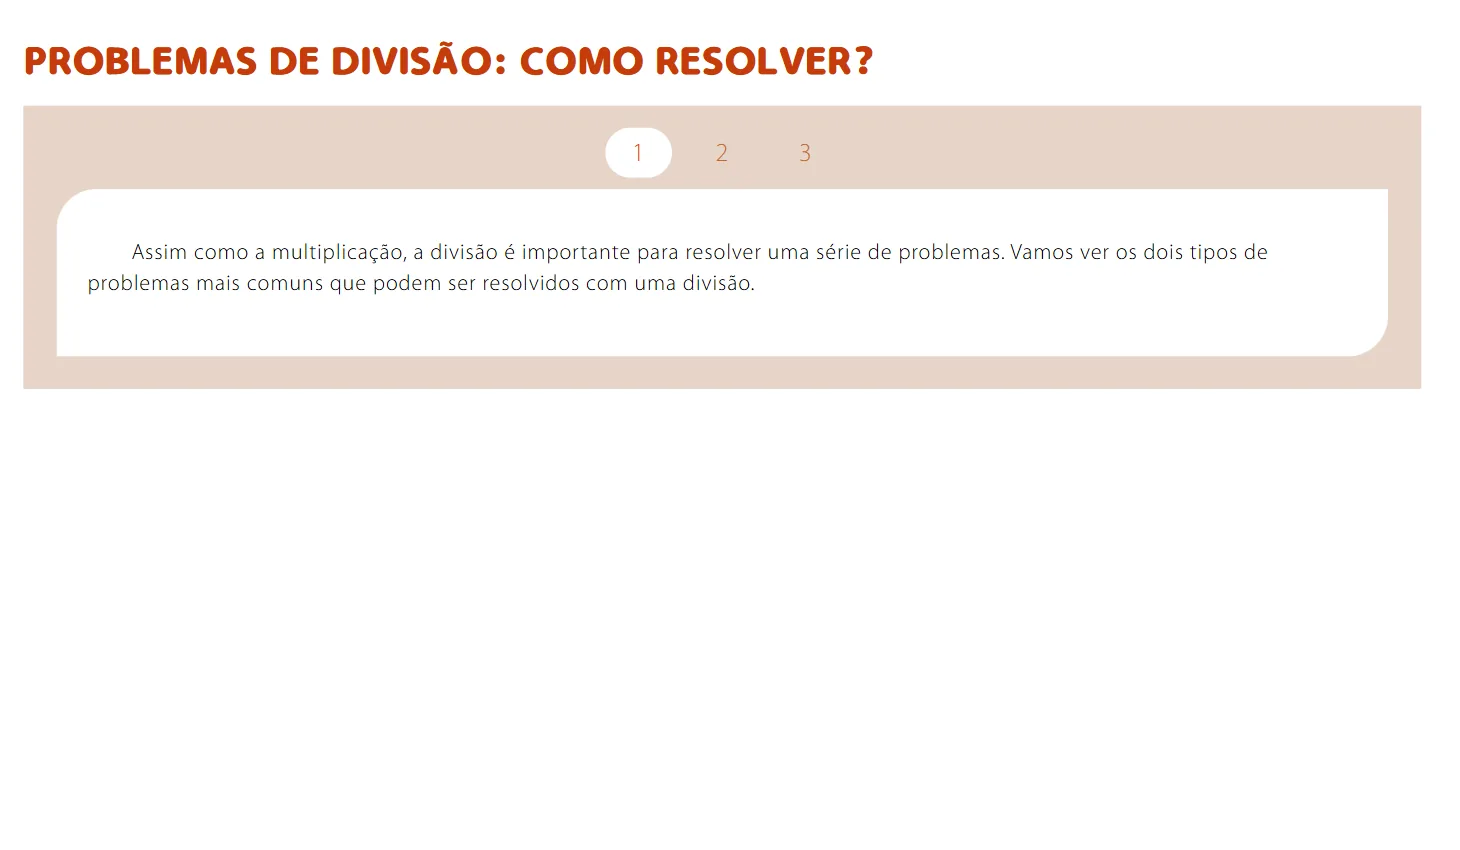 PROBLEMAS DE DIVISÃO: COMO RESOLVER?
1 2 3
Assim como a multiplicação, a divisão é importante para resolver uma série de problemas. Vamos ver os dois tipos de
problemas mais comuns que podem ser resolvidos com uma divisão.